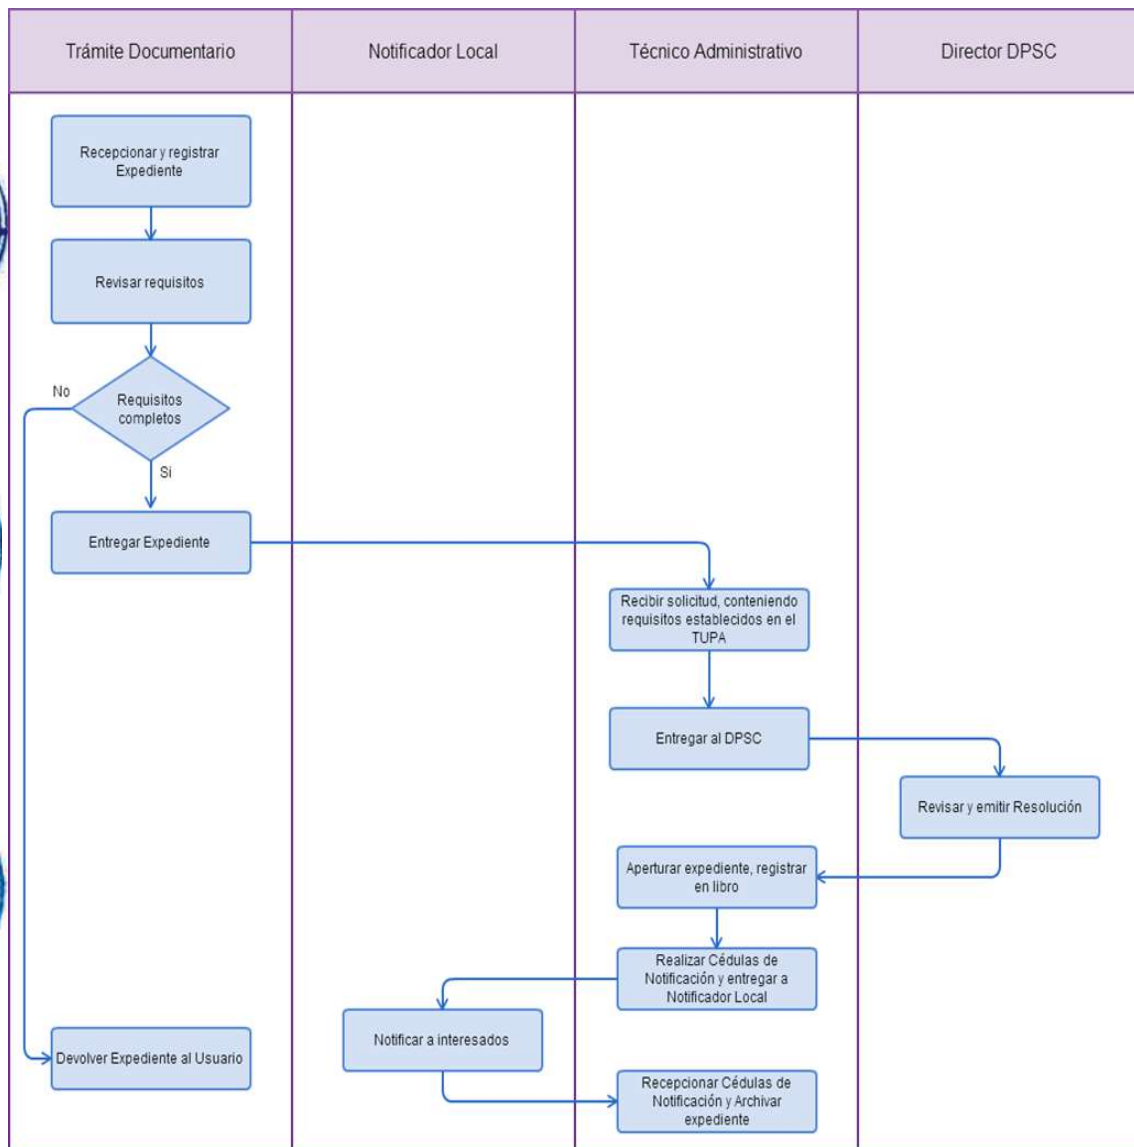 Trámite Documentario
Notificador Local
Técnico Administrativo
Director DPSC
Recepcionar y registrar
Expediente
Revisar requisitos
Requisitos
completos
No
Si
Entregar Expediente
Recibir solicitud, conteniendo
requisitos establecidos en el
TUPA
Entregar al DPSC
Revisar y emitir Resolución
Aperturar expediente, registrar
en libro
Realizar Cédulas de
Notificación y entregar a
Notificador Local
Notificar a interesados
Devolver Expediente al Usuario
Recepcionar Cédulas de
Notificación y Archivar
expediente